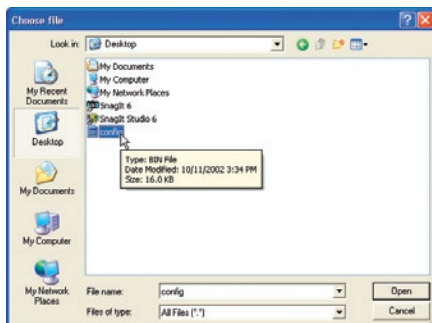 Choose file
Look in:
Desktop
My Recent
Documents
Desktop
My Documents
My Computer
My Network
Places
My Documents
My Computer
My Network Places
SnagIt 6
SnagIt Studio 6
config
Type: BIN File
Date Modified: 10/11/2002 3:34 PM
Size: 16.0 KB
File name:
config
Open
Files of type:
All Files (*.*)
Cancel